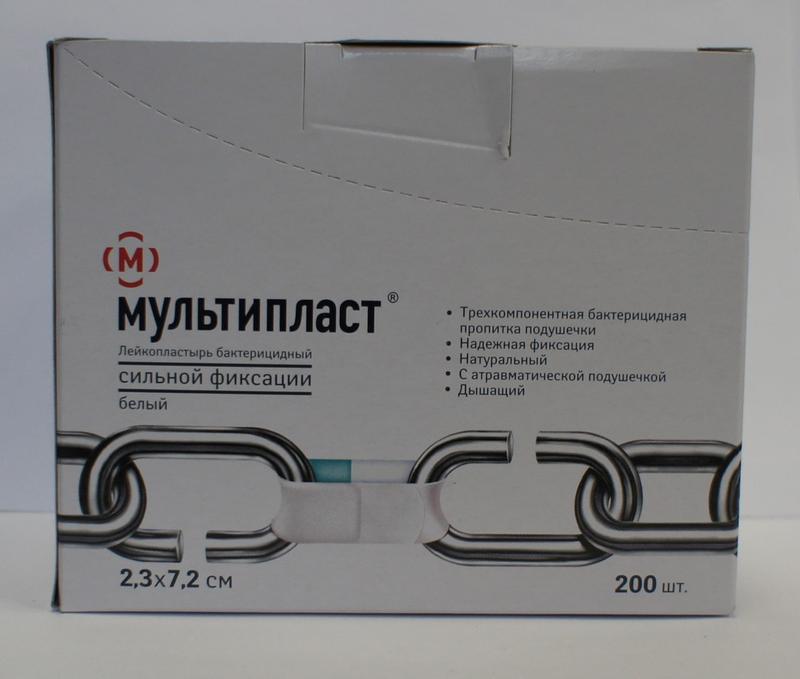 (М)
мультипласт®
Лейкопластырь бактерицидный
сильной фиксации
белый
• Трехкомпонентная бактерицидная
пропитка подушечки
• Надежная фиксация
• Натуральный
• С атравматической подушечкой
• Дышащий
2,3x7,2 см
200 шт.